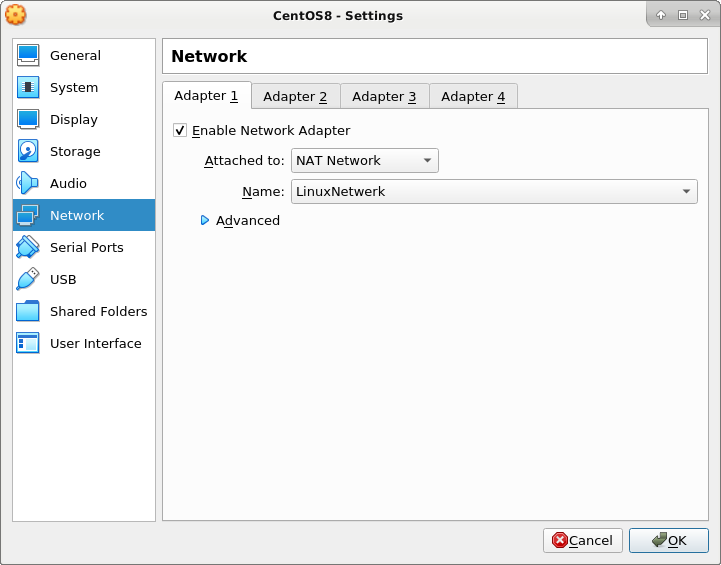 CentOS8 - Settings
General
System
Display
Storage
Audio
Network
Serial Ports
USB
Shared Folders
User Interface
Network
Adapter 1 Adapter 2 Adapter 3 Adapter 4
Enable Network Adapter
Attached to: NAT Network
Name: LinuxNetwerk
Advanced
Cancel OK